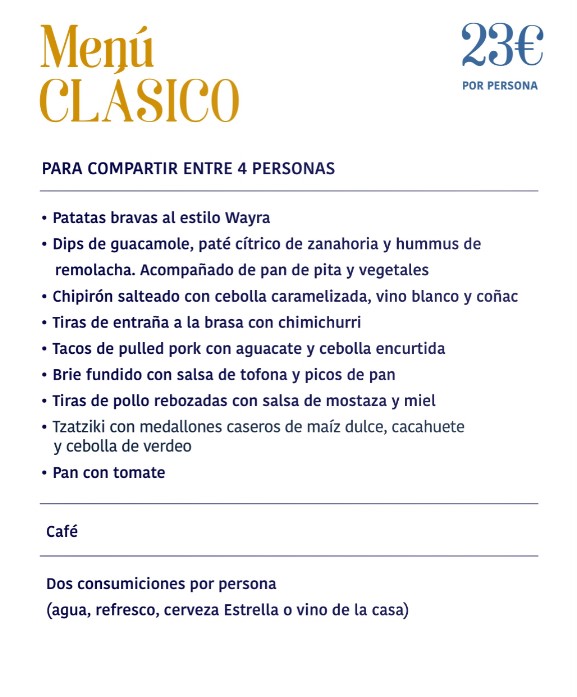 Menú
CLÁSICO
23€
POR PERSONA
PARA COMPARTIR ENTRE 4 PERSONAS
• Patatas bravas al estilo Wayra
• Dips de guacamole, paté cítrico de zanahoria y hummus de
remolacha. Acompañado de pan de pita y vegetales
• Chipirón salteado con cebolla caramelizada, vino blanco y coñac
• Tiras de entraña a la brasa con chimichurri
• Tacos de pulled pork con aguacate y cebolla encurtida
• Brie fundido con salsa de tofona y picos de pan
• Tiras de pollo rebozadas con salsa de mostaza y miel
• Tzatziki con medallones caseros de maíz dulce, cacahuete
y cebolla de verdeo
• Pan con tomate
Café
Dos consumiciones por persona
(agua, refresco, cerveza Estrella o vino de la casa)